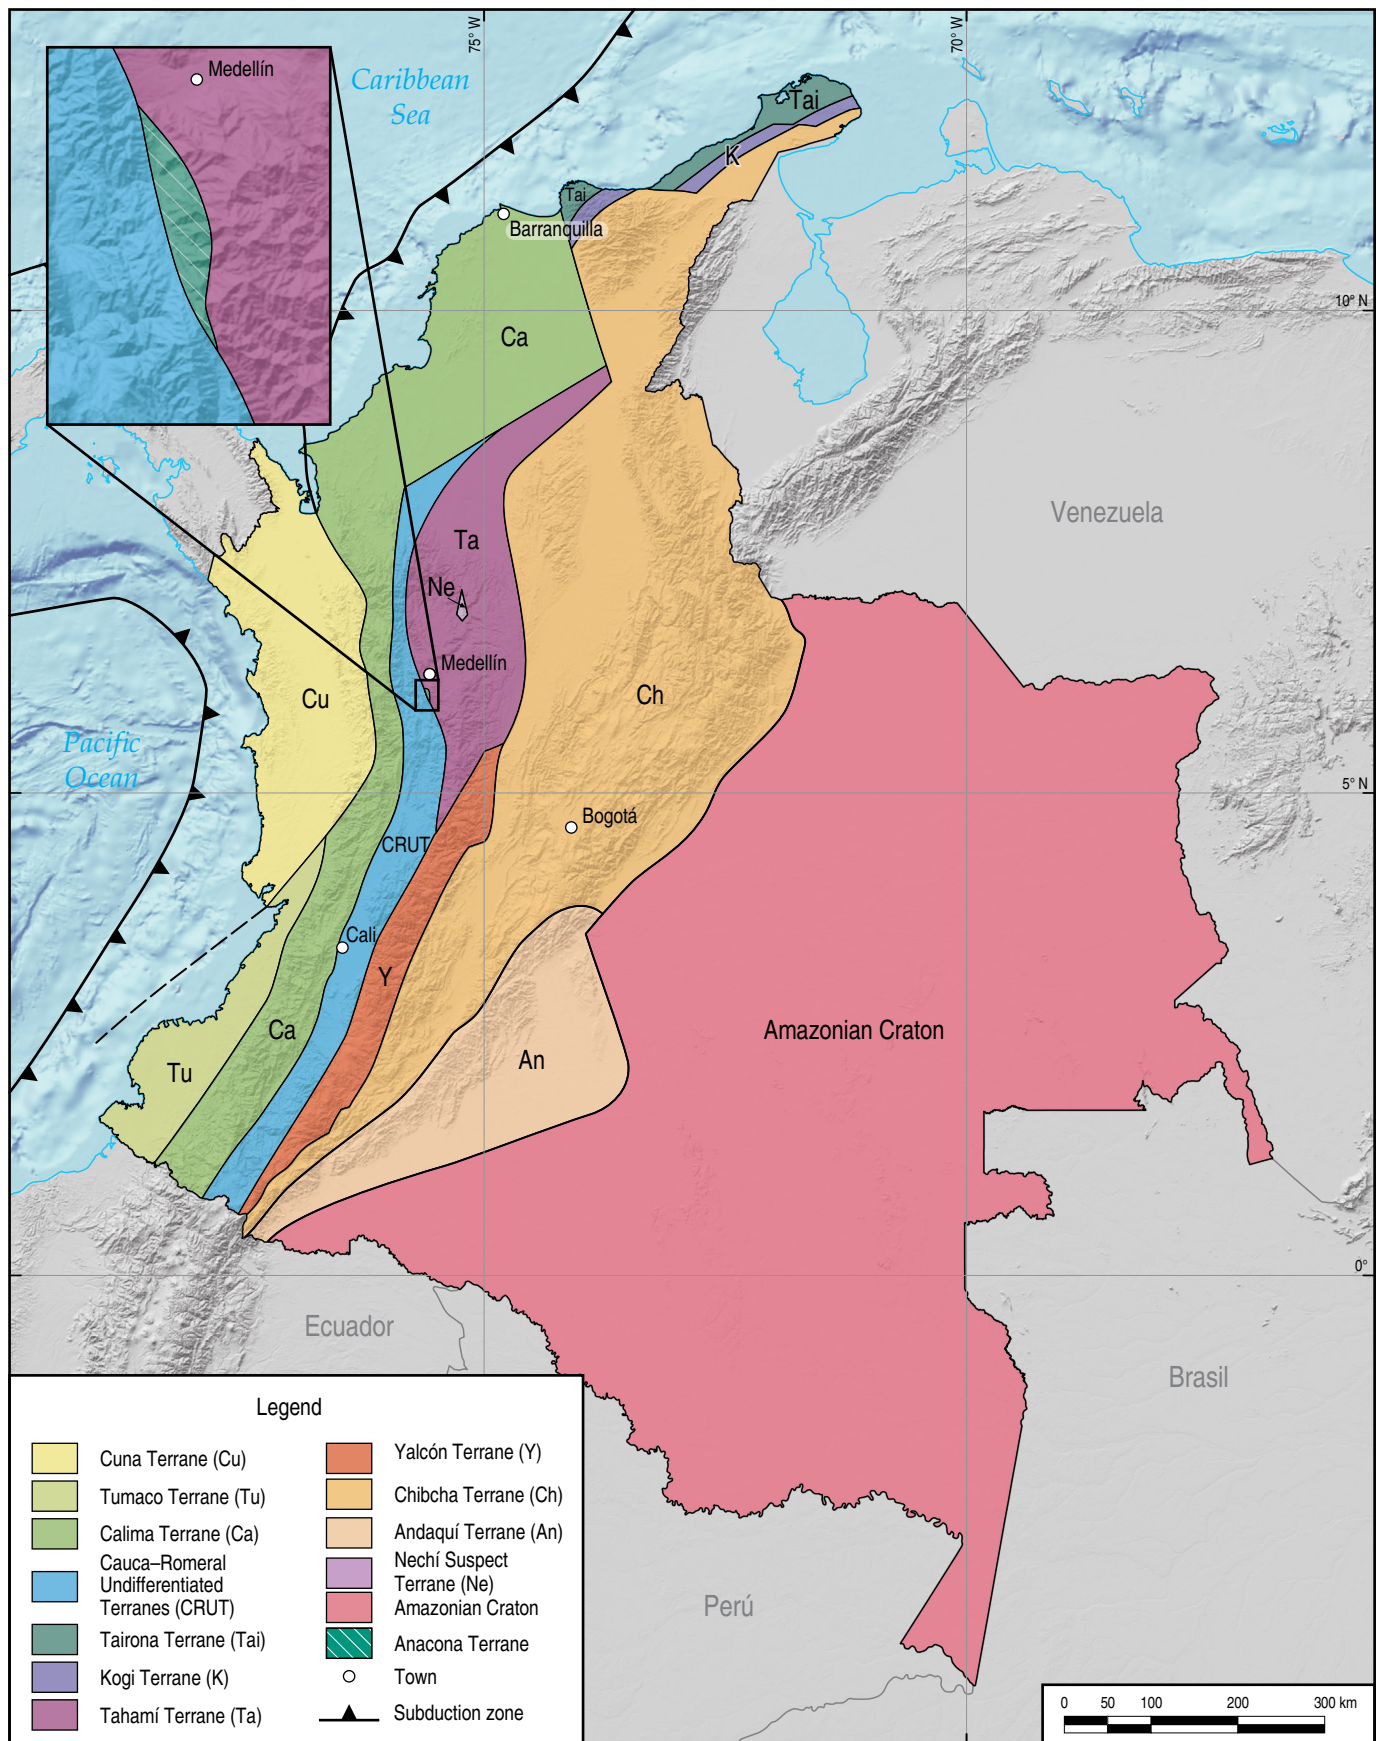 75° W
70° W
Medellín
Caribbean
Sea
Tai
K
Tai
Barranquilla
10° N
Ca
Venezuela
Ta
Ne
Medellín
Cu
Ch
Pacific
Ocean
5° N
Bogotá
CRUT
Cali
Y
Ca
Amazonian Craton
An
Tu
0°
Ecuador
Brasil
Perú
Legend
Cuna Terrane (Cu)
Tumaco Terrane (Tu)
Calima Terrane (Ca)
Cauca–Romeral
Undifferentiated
Terranes (CRUT)
Tairona Terrane (Tai)
Kogi Terrane (K)
Tahamí Terrane (Ta)
Yalcón Terrane (Y)
Chibcha Terrane (Ch)
Andaquí Terrane (An)
Nechí Suspect
Terrane (Ne)
Amazonian Craton
Anacona Terrane
Town
Subduction zone
0 50 100 200 300 km